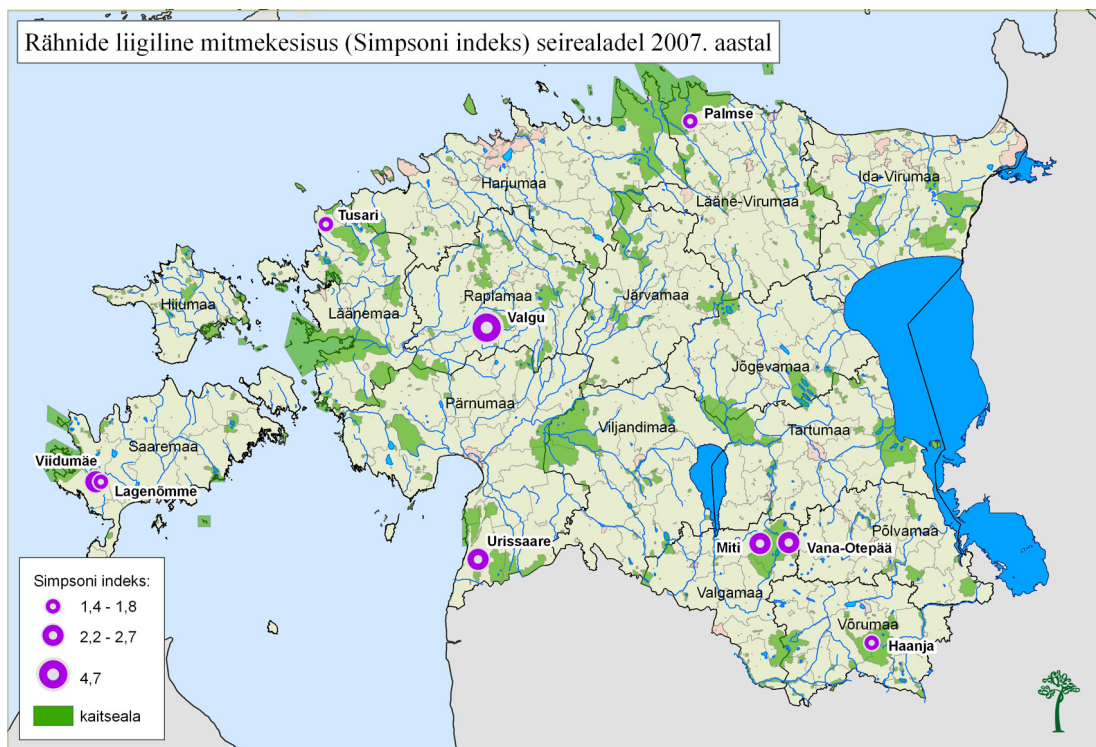 Rähnide liigiline mitmekesisus (Simpsoni indeks) seirealadel 2007. aastal
Palmse
Harjumaa
Ida-Virumaa
Lääne-Virumaa
Tusari
Hiiumaa
Läänemaa
Raplamaa
Järvamaa
Valgu
Jõgevamaa
Pärnumaa
Viljandimaa
Tartumaa
Saaremaa
Viidumäe
Lagenõmme
Urissaare
Miti
Vana-Otepää
Põlvamaa
Valgamaa
Võrumaa
Haanja
Simpsoni indeks:
1,4 - 1,8
2,2 - 2,7
4,7
kaitseala